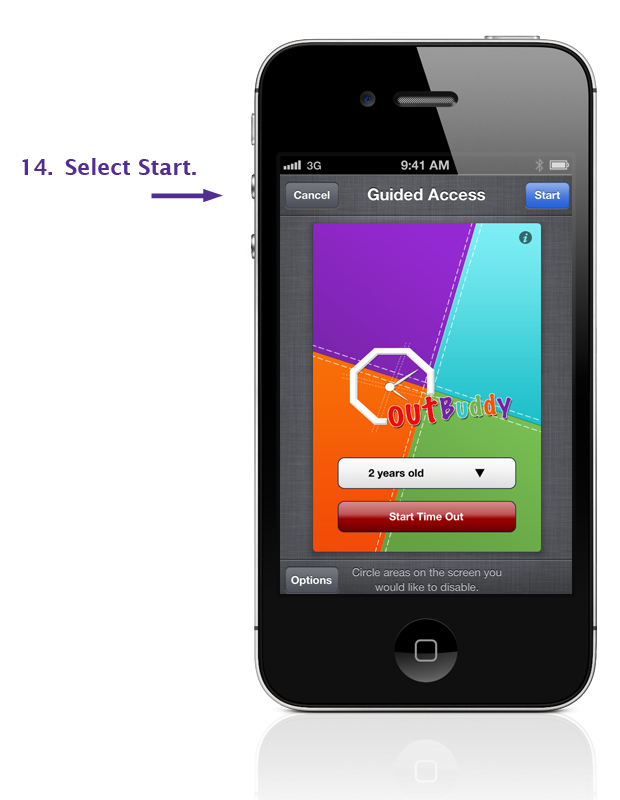 14. Select Start.
3G 9:41 AM
Cancel Guided Access Start
i
outBuddy
2 years old ▼
Start Time Out
Options
Circle areas on the screen you
would like to disable.